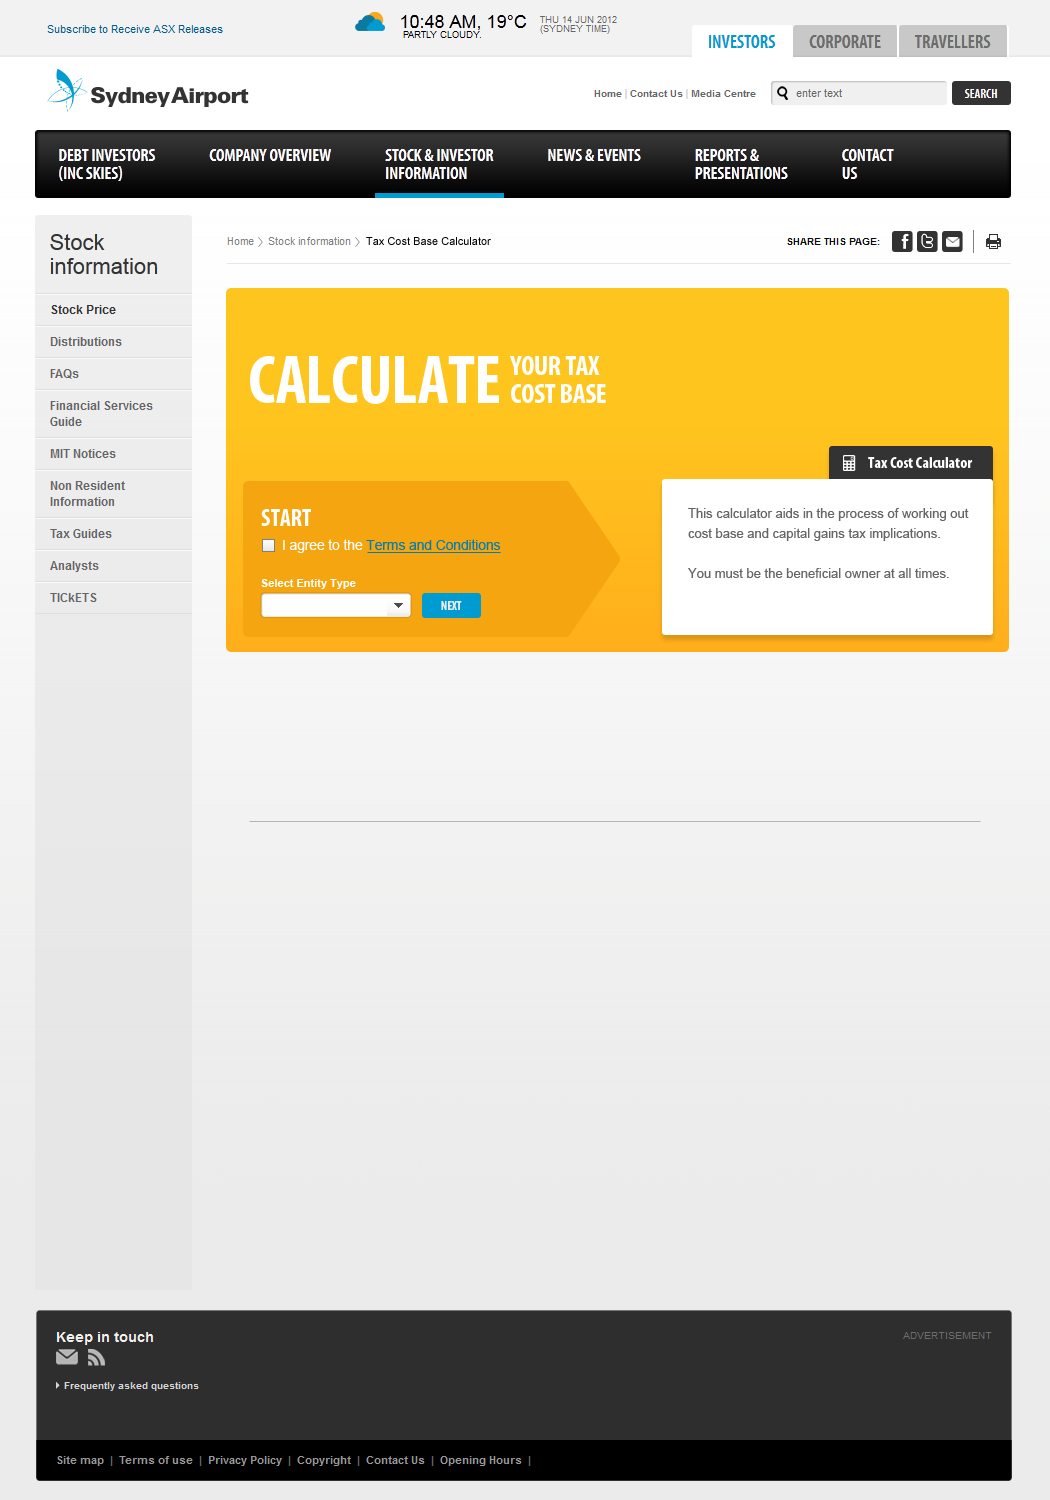 Subscribe to Receive ASX Releases
10:48 AM, 19°C
PARTLY CLOUDY.
THU 14 JUN 2012
(SYDNEY TIME)
INVESTORS
CORPORATE
TRAVELLERS
Sydney Airport
Home | Contact Us | Media Centre
enter text
SEARCH
DEBT INVESTORS
(INC SKIES)
COMPANY OVERVIEW
STOCK & INVESTOR
INFORMATION
NEWS & EVENTS
REPORTS &
PRESENTATIONS
CONTACT
US
Stock
information
Stock Price
Distributions
FAQs
Financial Services
Guide
MIT Notices
Non Resident
Information
Tax Guides
Analysts
TICkETS
Home > Stock information > Tax Cost Base Calculator
SHARE THIS PAGE:
CALCULATE
YOUR TAX
COST BASE
START
I agree to the Terms and Conditions
Select Entity Type
NEXT
Tax Cost Calculator
This calculator aids in the process of working out
cost base and capital gains tax implications.
You must be the beneficial owner at all times.
Keep in touch
Frequently asked questions
ADVERTISEMENT
Site map | Terms of use | Privacy Policy | Copyright | Contact Us | Opening Hours |